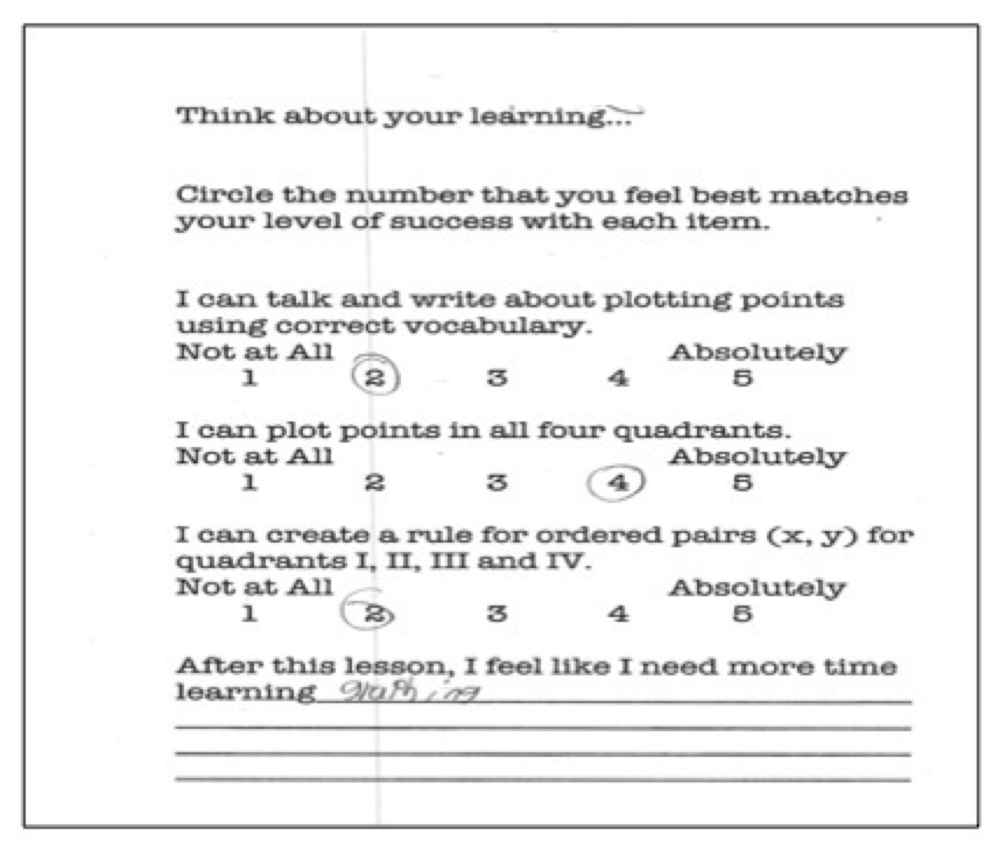 Think about your learning...
Circle the number that you feel best matches
your level of success with each item.
I can talk and write about plotting points
using correct vocabulary.
Not at All Absolutely
1 2 3 4 5
I can plot points in all four quadrants.
Not at All Absolutely
1 2 3 4 5
I can create a rule for ordered pairs (x, y) for
quadrants I, II, III and IV.
Not at All Absolutely
1 2 3 4 5
After this lesson, I feel like I need more time
learning